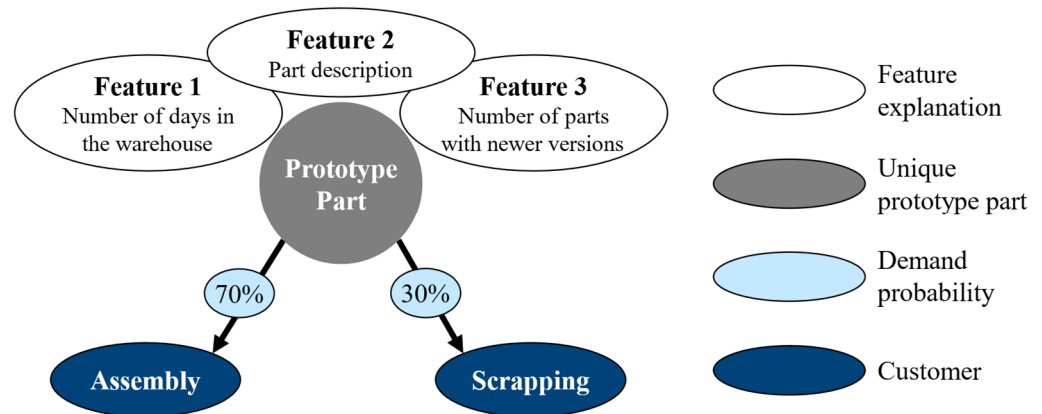 Feature 2
Part description
Feature 1
Number of days in
the warehouse
Feature 3
Number of parts
with newer versions
Prototype
Part
70%
30%
Assembly
Scrapping
Feature
explanation
Unique
prototype part
Demand
probability
Customer